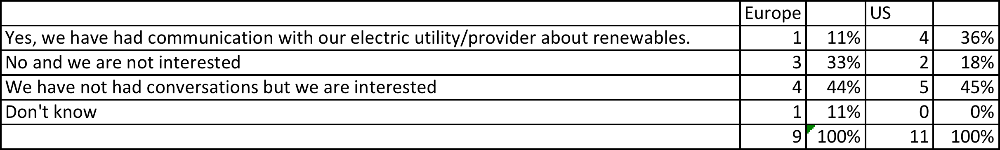 Europe US
Yes, we have had communication with our electric utility/provider about renewables. 1 11% 4 36%
No and we are not interested 3 33% 2 18%
We have not had conversations but we are interested 4 44% 5 45%
Don't know 1 11% 0 0%
9 100% 11 100%